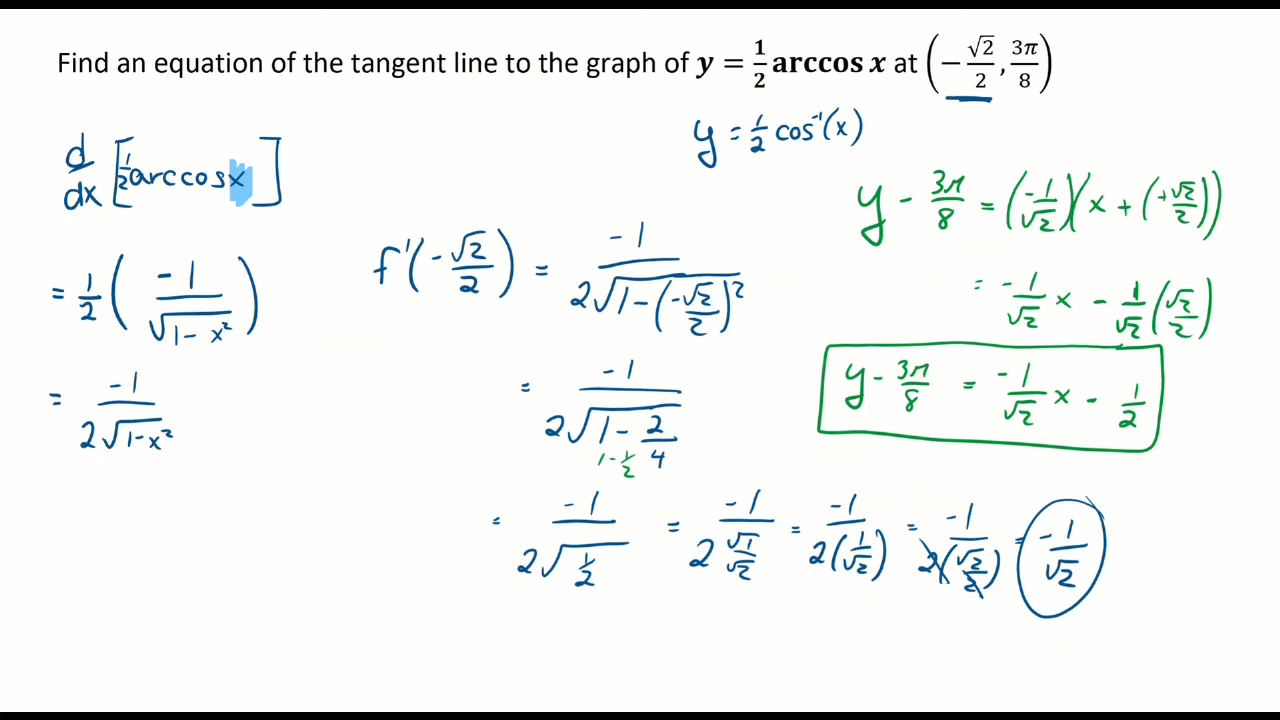 Find an equation of the tangent line to the graph of y = 1/2 arccos x at (−√2/2, 3π/8)
y = 1/2 cos⁻¹(x)
d/dx [1/2 arccos x]
= 1/2 (-1/√(1-x²))
= -1/(2√(1-x²))
f'(-√2/2) = -1/(2√(1-(-√2/2)²))
= -1/(2√(1-2/4))
1-1/2
= -1/(2√(1/2)) = -1/(2 √1/√2) = -1/(2(1/√2)) = -1/(2(√2/2)) = -1/√2
y - 3π/8 = (-1/√2)(x + (+√2/2))
= -1/√2 x - 1/√2 (√2/2)
y - 3π/8 = -1/√2 x - 1/2